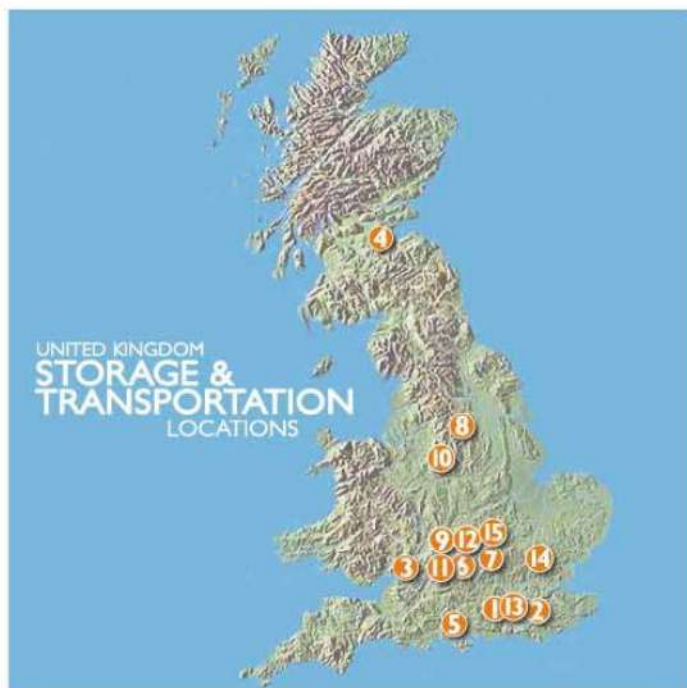 4
UNITED KINGDOM
STORAGE &
TRANSPORTATION
LOCATIONS
8
10
9 12 15
3 11 6 7 14
1 13 2
5